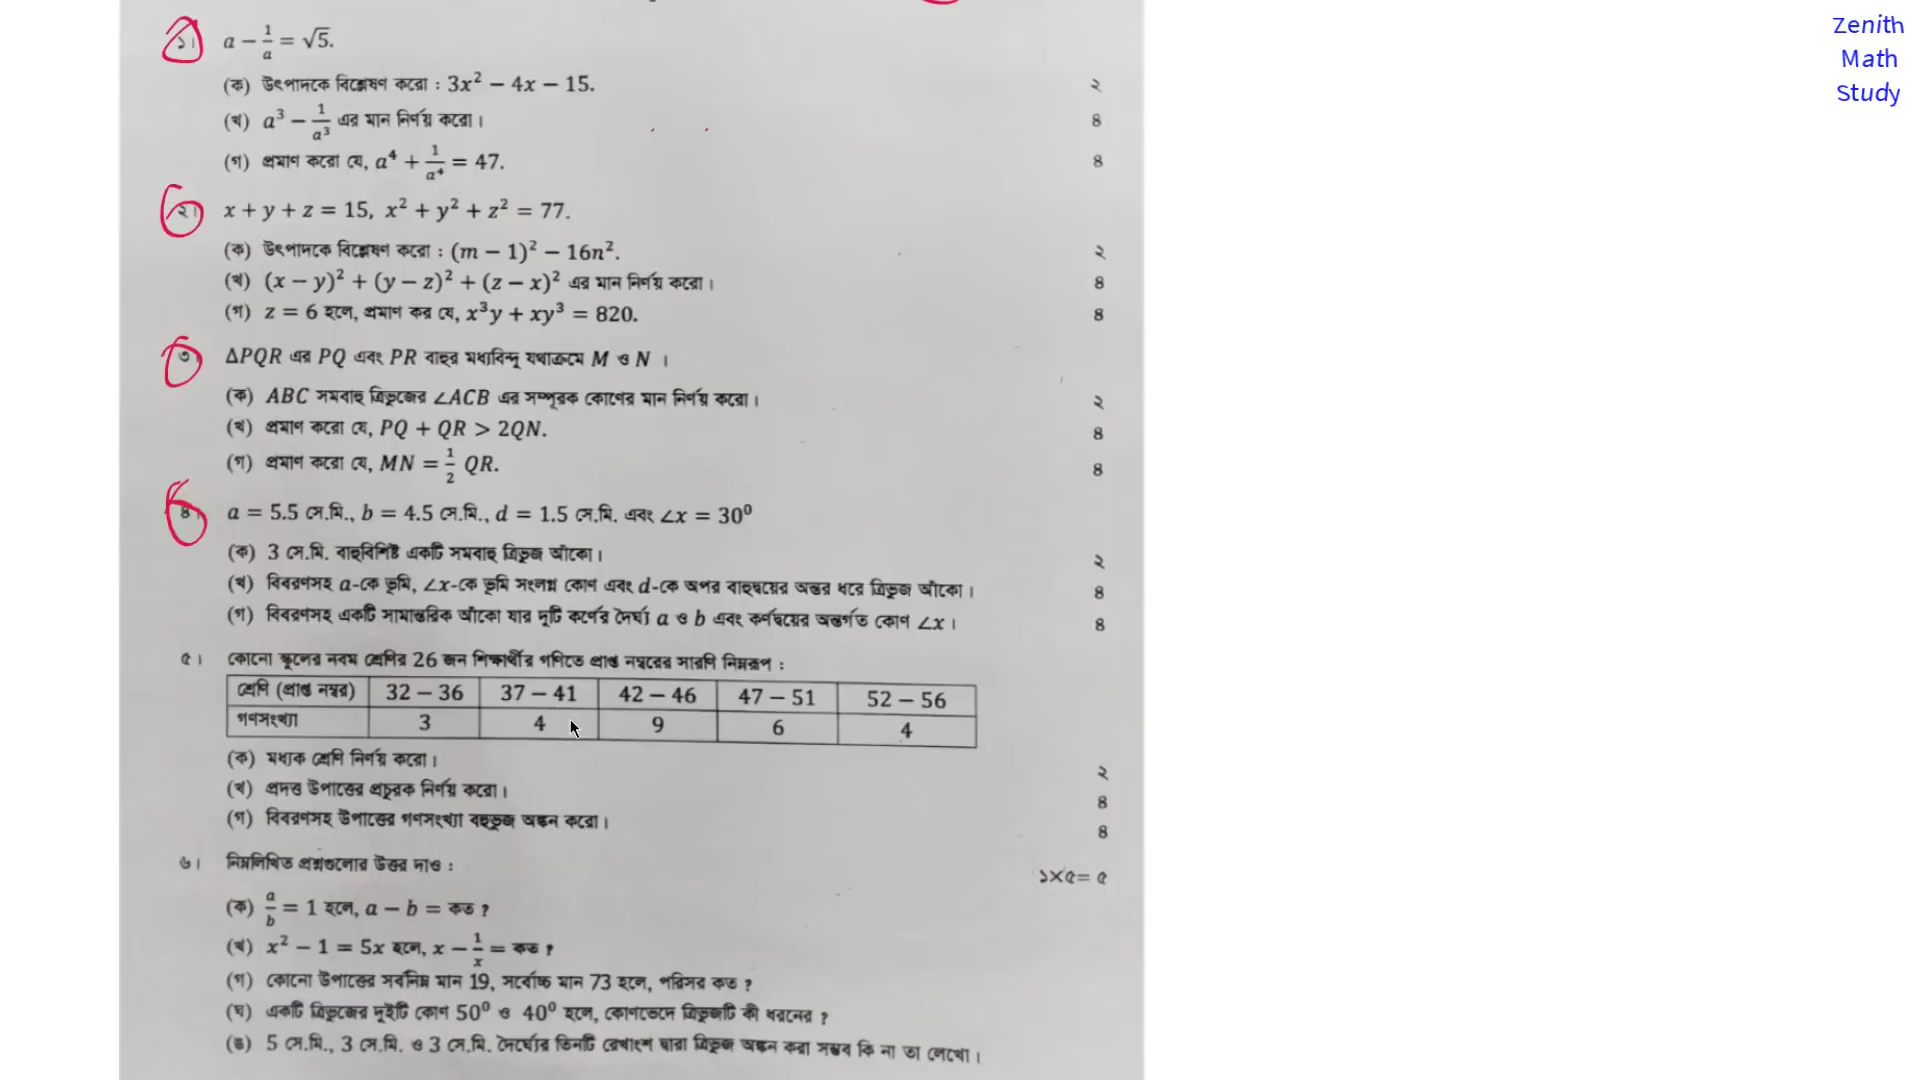 ১। a − 1/a = √5.
(ক) উৎপাদকে বিশ্লেষণ করো : 3x² − 4x − 15. ২
(খ) a³ − 1/a³ এর মান নির্ণয় করো। ৪
(গ) প্রমাণ করো যে, a⁴ + 1/a⁴ = 47. ৪
২। x + y + z = 15, x² + y² + z² = 77.
(ক) উৎপাদকে বিশ্লেষণ করো : (m − 1)² − 16n². ২
(খ) (x − y)² + (y − z)² + (z − x)² এর মান নির্ণয় করো। ৪
(গ) z = 6 হলে, প্রমাণ কর যে, x³y + xy³ = 820. ৪
৩। ΔPQR এর PQ এবং PR বাহুর মধ্যবিন্দু যথাক্রমে M ও N ।
(ক) ABC সমবাহু ত্রিভুজের ∠ACB এর সম্পূরক কোণের মান নির্ণয় করো। ২
(খ) প্রমাণ করো যে, PQ + QR > 2QN. ৪
(গ) প্রমাণ করো যে, MN = 1/2 QR. ৪
৪। a = 5.5 সে.মি., b = 4.5 সে.মি., d = 1.5 সে.মি. এবং ∠x = 30⁰
(ক) 3 সে.মি. বাহুবিশিষ্ট একটি সমবাহু ত্রিভুজ আঁকো। ২
(খ) বিবরণসহ a-কে ভূমি, ∠x-কে ভূমি সংলগ্ন কোণ এবং d-কে অপর বাহুদ্বয়ের অন্তর ধরে ত্রিভুজ আঁকো। ৪
(গ) বিবরণসহ একটি সামান্তরিক আঁকো যার দুটি কর্ণের দৈর্ঘ্য a ও b এবং কর্ণদ্বয়ের অন্তর্গত কোণ ∠x। ৪
৫। কোনো স্কুলের নবম শ্রেণির 26 জন শিক্ষার্থীর গণিতে প্রাপ্ত নম্বরের সারণি নিম্নরূপ :
শ্রেণি (প্রাপ্ত নম্বর) 32 – 36 37 – 41 42 – 46 47 – 51 52 – 56
গণসংখ্যা 3 4 9 6 4
(ক) মধ্যক শ্রেণি নির্ণয় করো। ২
(খ) প্রদত্ত উপাত্তের প্রচুরক নির্ণয় করো। ৪
(গ) বিবরণসহ উপাত্তের গণসংখ্যা বহুভুজ অঙ্কন করো। ৪
৬। নিম্নলিখিত প্রশ্নগুলোর উত্তর দাও : ১×৫= ৫
(ক) a/b = 1 হলে, a − b = কত ?
(খ) x² − 1 = 5x হলে, x − 1/x = কত ?
(গ) কোনো উপাত্তের সর্বনিম্ন মান 19, সর্বোচ্চ মান 73 হলে, পরিসর কত ?
(ঘ) একটি ত্রিভুজের দুইটি কোণ 50⁰ ও 40⁰ হলে, কোণভেদে ত্রিভুজটি কী ধরনের ?
(ঙ) 5 সে.মি., 3 সে.মি. ও 3 সে.মি. দৈর্ঘ্যের তিনটি রেখাংশ দ্বারা ত্রিভুজ অঙ্কন করা সম্ভব কি না তা লেখো।
Zenith
Math
Study